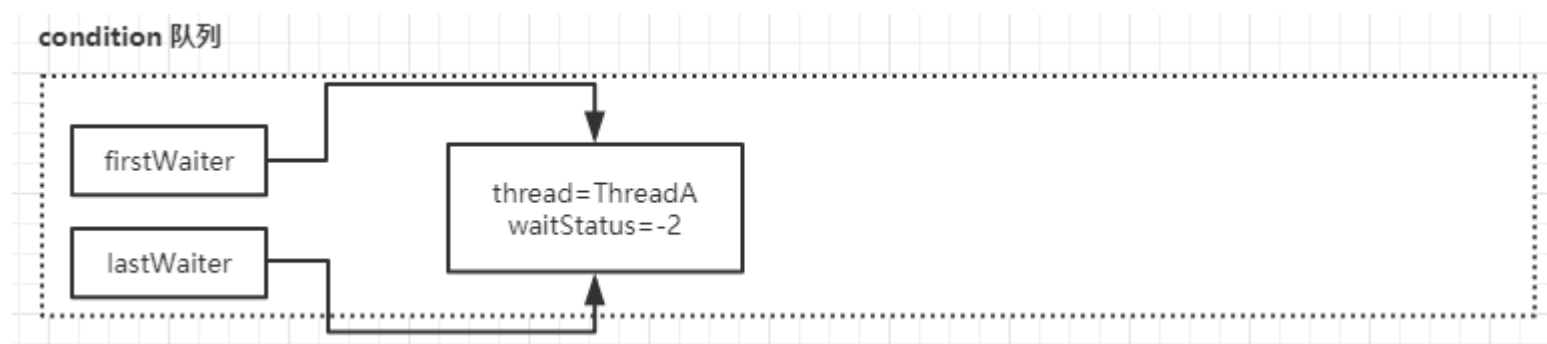 condition 队列
firstWaiter
thread=ThreadA
waitStatus=-2
lastWaiter